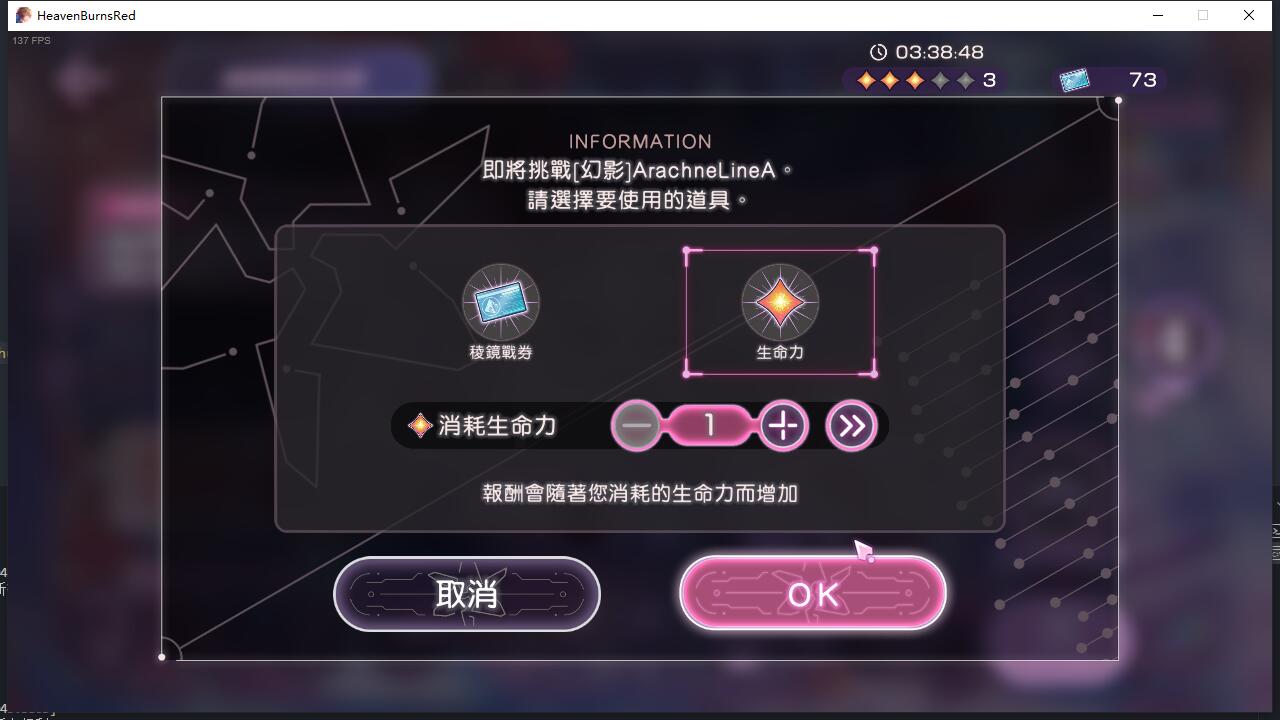 HeavenBurnsRed
137 FPS
03:38:48
3
73
INFORMATION
即將挑戰[幻影]ArachneLineA。
請選擇要使用的道具。
稜鏡戰券
生命力
消耗生命力
1
報酬會隨著您消耗的生命力而增加
取消
OK